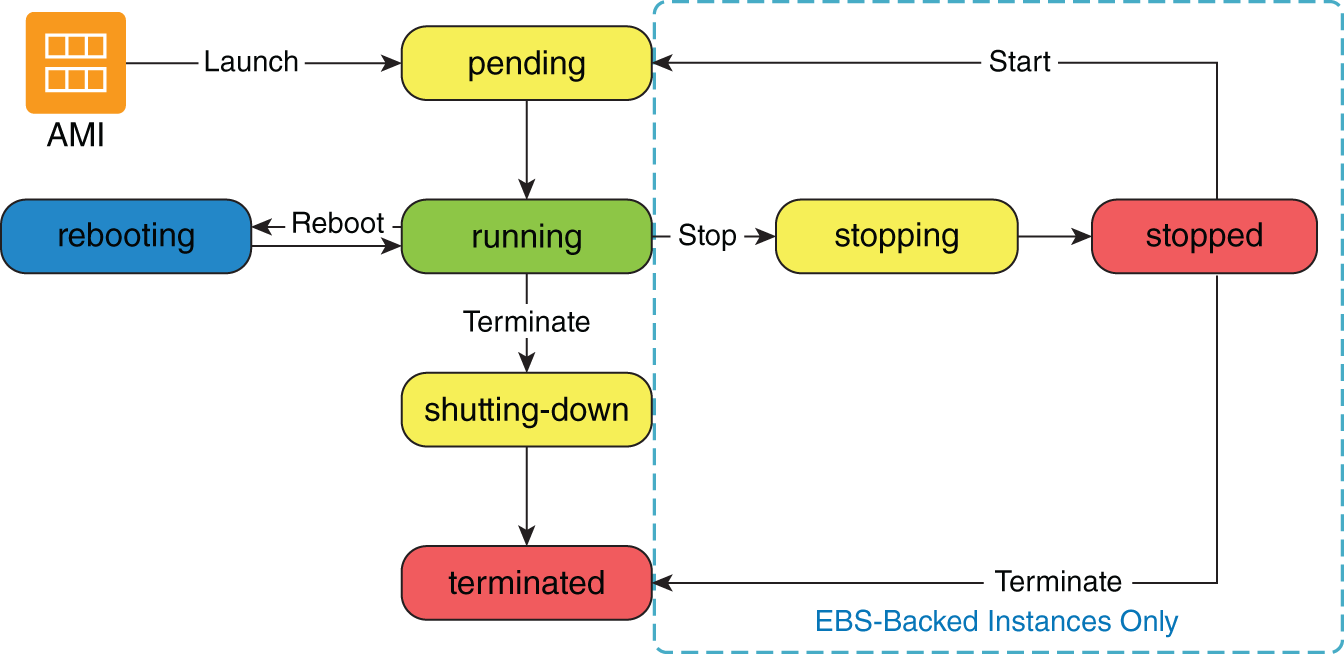 Launch
pending
Start
AMI
rebooting
Reboot
running
Stop
stopping
stopped
Terminate
shutting-down
terminated
Terminate
EBS-Backed Instances Only